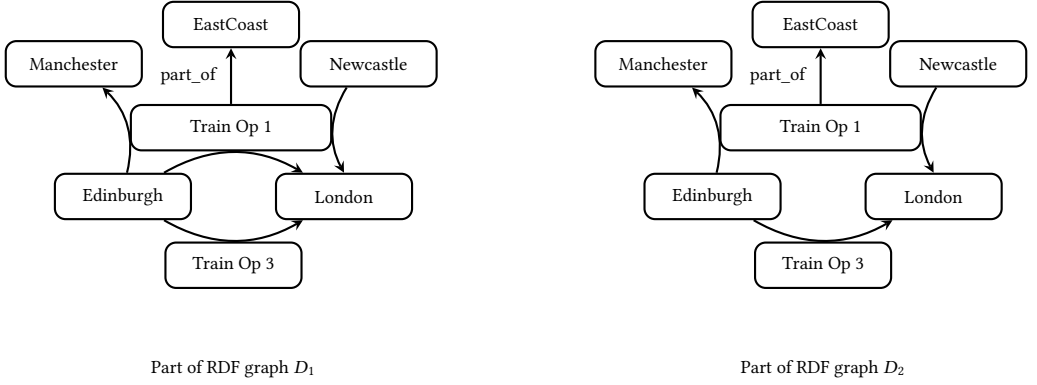 EastCoast
Manchester
part_of
Newcastle
Train Op 1
Edinburgh
London
Train Op 3
Part of RDF graph D₁
EastCoast
Manchester
part_of
Newcastle
Train Op 1
Edinburgh
London
Train Op 3
Part of RDF graph D₂